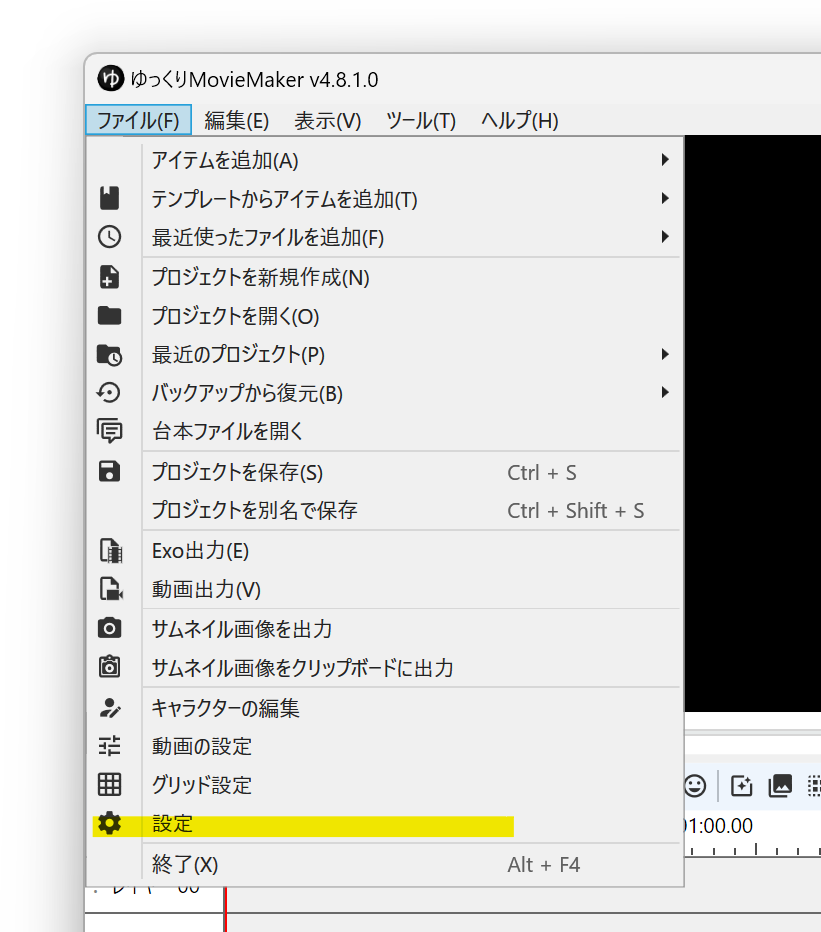 ゆっくりMovieMaker v4.8.1.0
ファイル(F) 編集(E) 表示(V) ツール(T) ヘルプ(H)
アイテムを追加(A)
テンプレートからアイテムを追加(T)
最近使ったファイルを追加(F)
プロジェクトを新規作成(N)
プロジェクトを開く(O)
最近のプロジェクト(P)
バックアップから復元(B)
台本ファイルを開く
プロジェクトを保存(S) Ctrl + S
プロジェクトを別名で保存 Ctrl + Shift + S
Exo出力(E)
動画出力(V)
サムネイル画像を出力
サムネイル画像をクリップボードに出力
キャラクターの編集
動画の設定
グリッド設定
設定
01:00.00
終了(X) Alt + F4